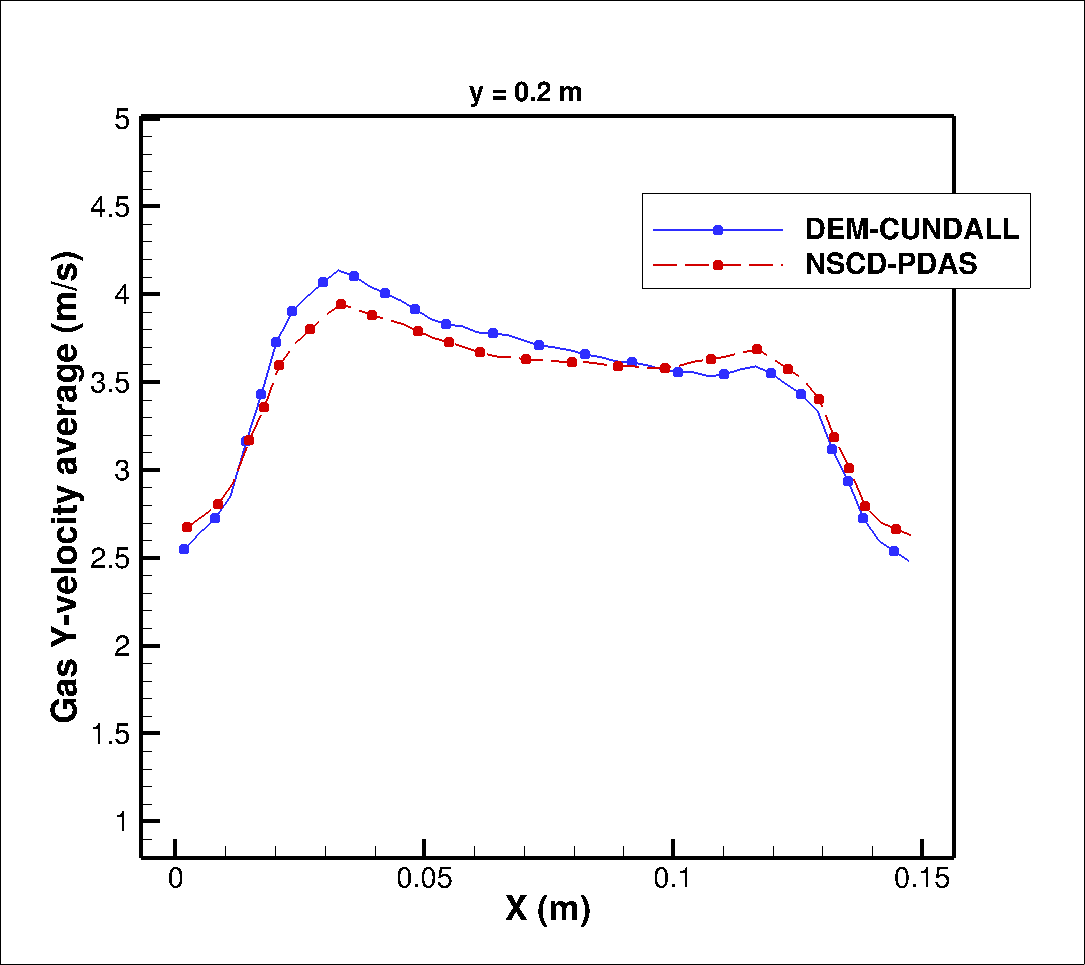 y = 0.2 m
DEM-CUNDALL
NSCD-PDAS
Gas Y-velocity average (m/s)
5
4.5
4
3.5
3
2.5
2
1.5
1
0
0.05
0.1
0.15
X (m)